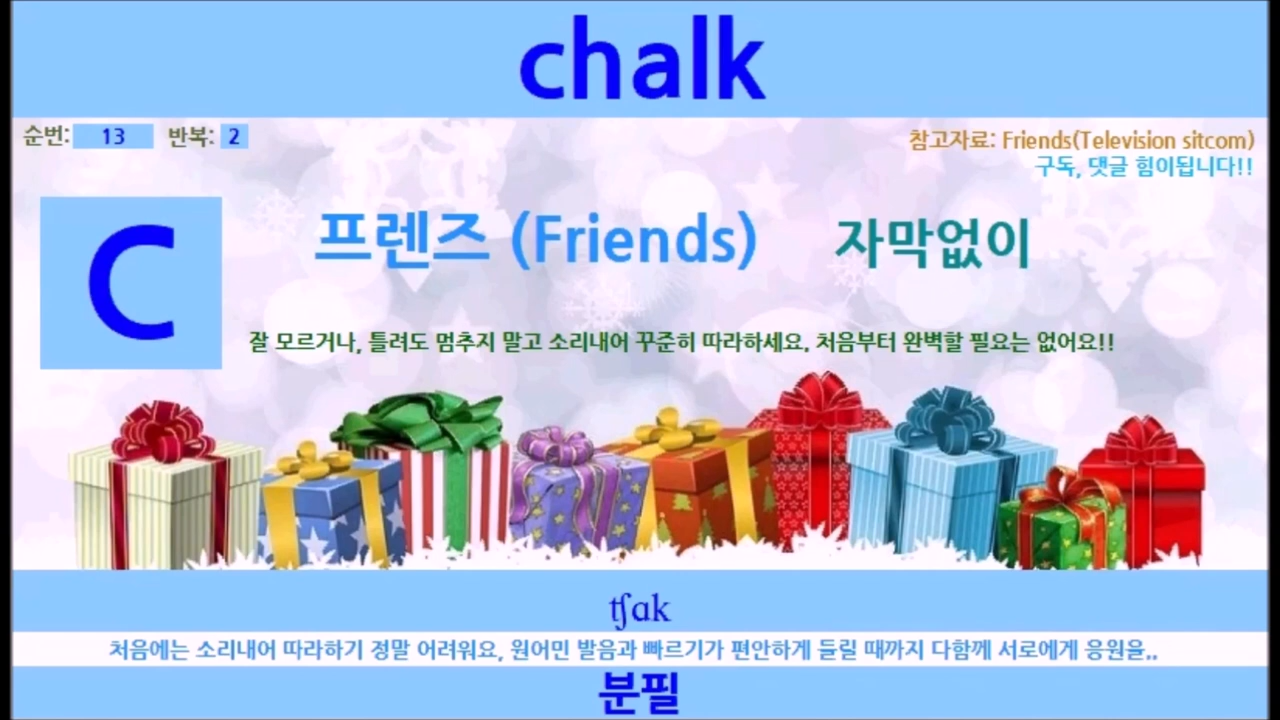 chalk
순번: 13 반복: 2
참고자료: Friends(Television sitcom)
구독, 댓글 힘이됩니다!!
C
프렌즈 (Friends) 자막없이
잘 모르거나, 틀려도 멈추지 말고 소리내어 꾸준히 따라하세요. 처음부터 완벽할 필요는 없어요!!
ʧɑk
처음에는 소리내어 따라하기 정말 어려워요, 원어민 발음과 빠르기가 편안하게 들릴 때까지 다함께 서로에게 응원을..
분필